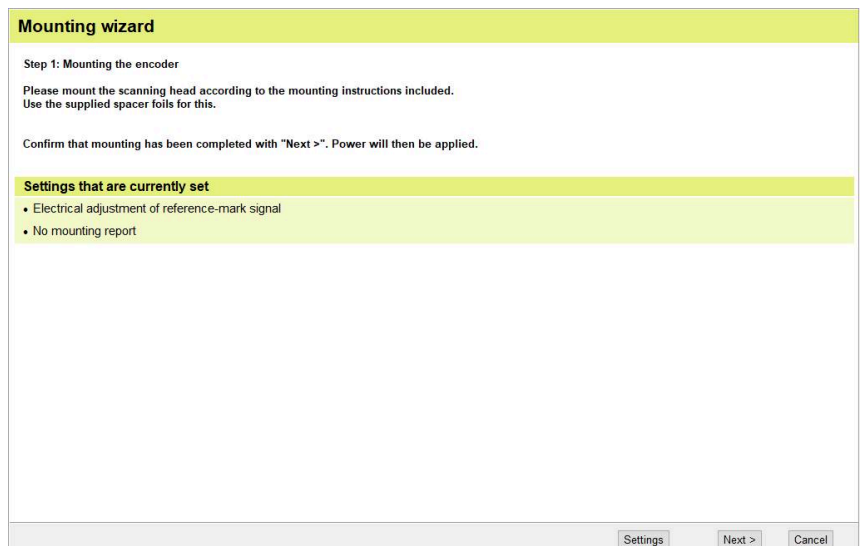 Mounting wizard
Step 1: Mounting the encoder
Please mount the scanning head according to the mounting instructions included.
Use the supplied spacer foils for this.
Confirm that mounting has been completed with "Next >". Power will then be applied.
Settings that are currently set
• Electrical adjustment of reference-mark signal
• No mounting report
Settings Next > Cancel